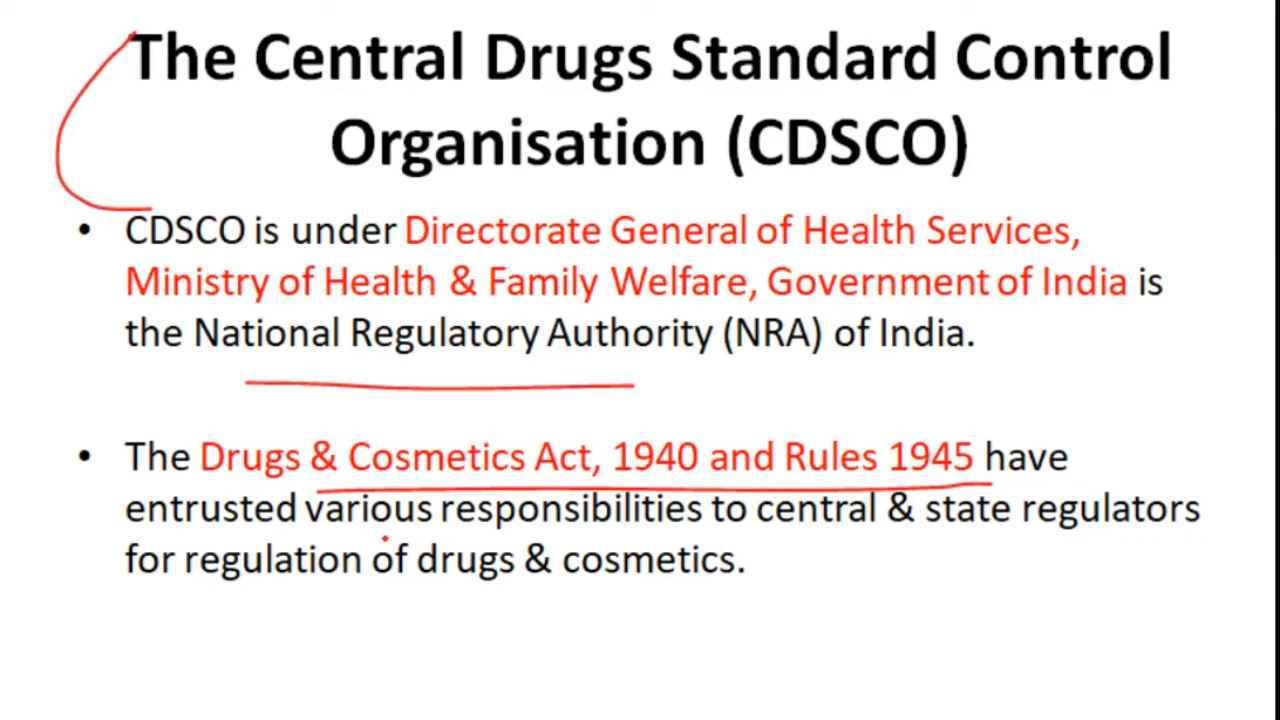 The Central Drugs Standard Control
Organisation (CDSCO)
• CDSCO is under Directorate General of Health Services,
Ministry of Health & Family Welfare, Government of India is
the National Regulatory Authority (NRA) of India.
• The Drugs & Cosmetics Act, 1940 and Rules 1945 have
entrusted various responsibilities to central & state regulators
for regulation of drugs & cosmetics.